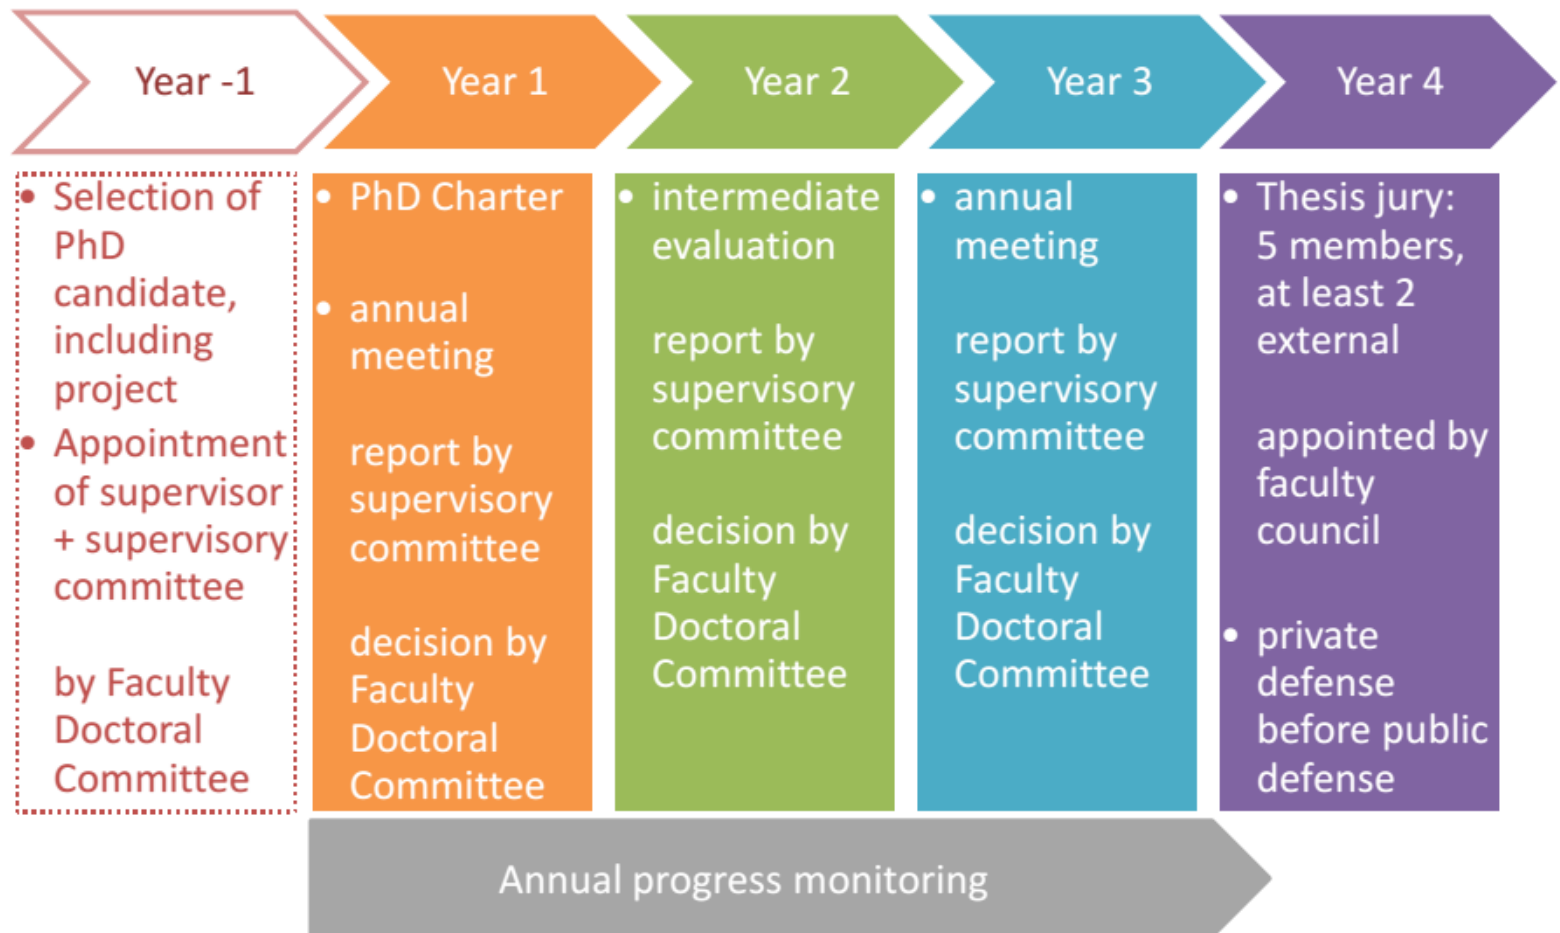 Year -1
Year 1
Year 2
Year 3
Year 4
• Selection of
PhD
candidate,
including
project
• Appointment
of supervisor
+ supervisory
committee
by Faculty
Doctoral
Committee
• PhD Charter
• annual
meeting
report by
supervisory
committee
decision by
Faculty
Doctoral
Committee
• intermediate
evaluation
report by
supervisory
committee
decision by
Faculty
Doctoral
Committee
• annual
meeting
report by
supervisory
committee
decision by
Faculty
Doctoral
Committee
• Thesis jury:
5 members,
at least 2
external
appointed by
faculty
council
• private
defense
before public
defense
Annual progress monitoring